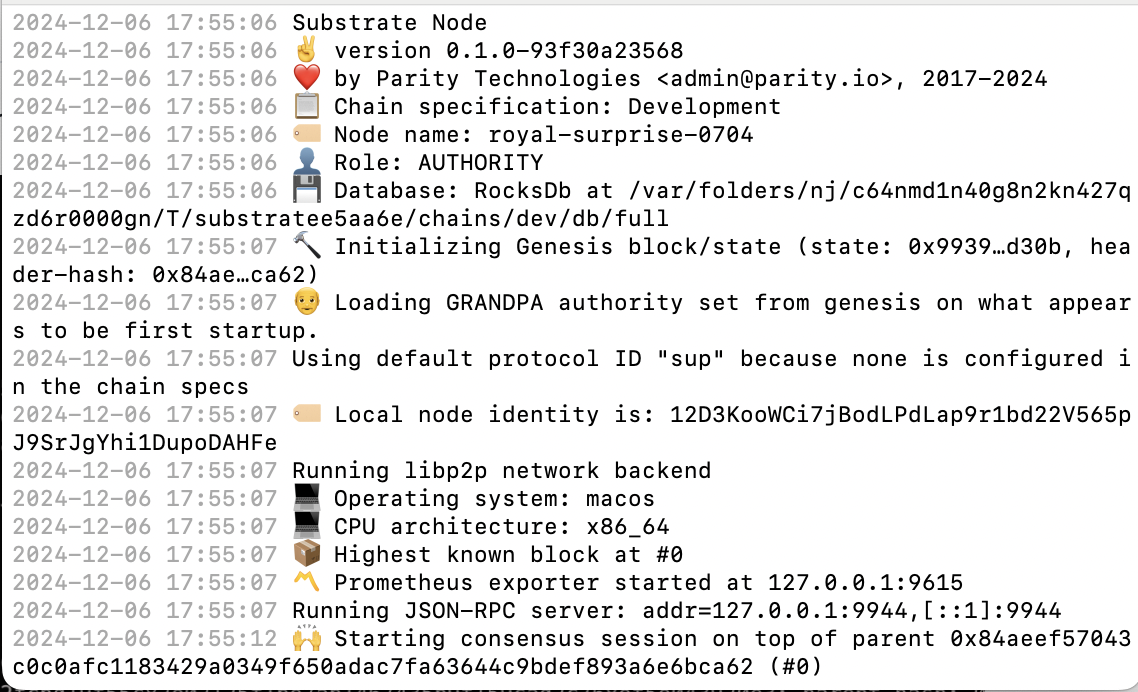 2024-12-06 17:55:06 Substrate Node
2024-12-06 17:55:06 ✌️ version 0.1.0-93f30a23568
2024-12-06 17:55:06 ❤️ by Parity Technologies <admin@parity.io>, 2017-2024
2024-12-06 17:55:06 📋 Chain specification: Development
2024-12-06 17:55:06 🏷 Node name: royal-surprise-0704
2024-12-06 17:55:06 👤 Role: AUTHORITY
2024-12-06 17:55:06 💾 Database: RocksDb at /var/folders/nj/c64nmd1n40g8n2kn427q
zd6r0000gn/T/substratee5aa6e/chains/dev/db/full
2024-12-06 17:55:07 🔨 Initializing Genesis block/state (state: 0x9939…d30b, hea
der-hash: 0x84ae…ca62)
2024-12-06 17:55:07 👴 Loading GRANDPA authority set from genesis on what appear
s to be first startup.
2024-12-06 17:55:07 Using default protocol ID "sup" because none is configured i
n the chain specs
2024-12-06 17:55:07 🏷 Local node identity is: 12D3KooWCi7jBodLPdLap9r1bd22V565p
J9SrJgYhi1DupoDAHFe
2024-12-06 17:55:07 Running libp2p network backend
2024-12-06 17:55:07 💻 Operating system: macos
2024-12-06 17:55:07 💻 CPU architecture: x86_64
2024-12-06 17:55:07 📦 Highest known block at #0
2024-12-06 17:55:07 〽️ Prometheus exporter started at 127.0.0.1:9615
2024-12-06 17:55:07 Running JSON-RPC server: addr=127.0.0.1:9944,[::1]:9944
2024-12-06 17:55:12 🙌 Starting consensus session on top of parent 0x84aeef57043
c0c0afc1183429a0349f650adac7fa63644c9bdef893a6e6bca62 (#0)